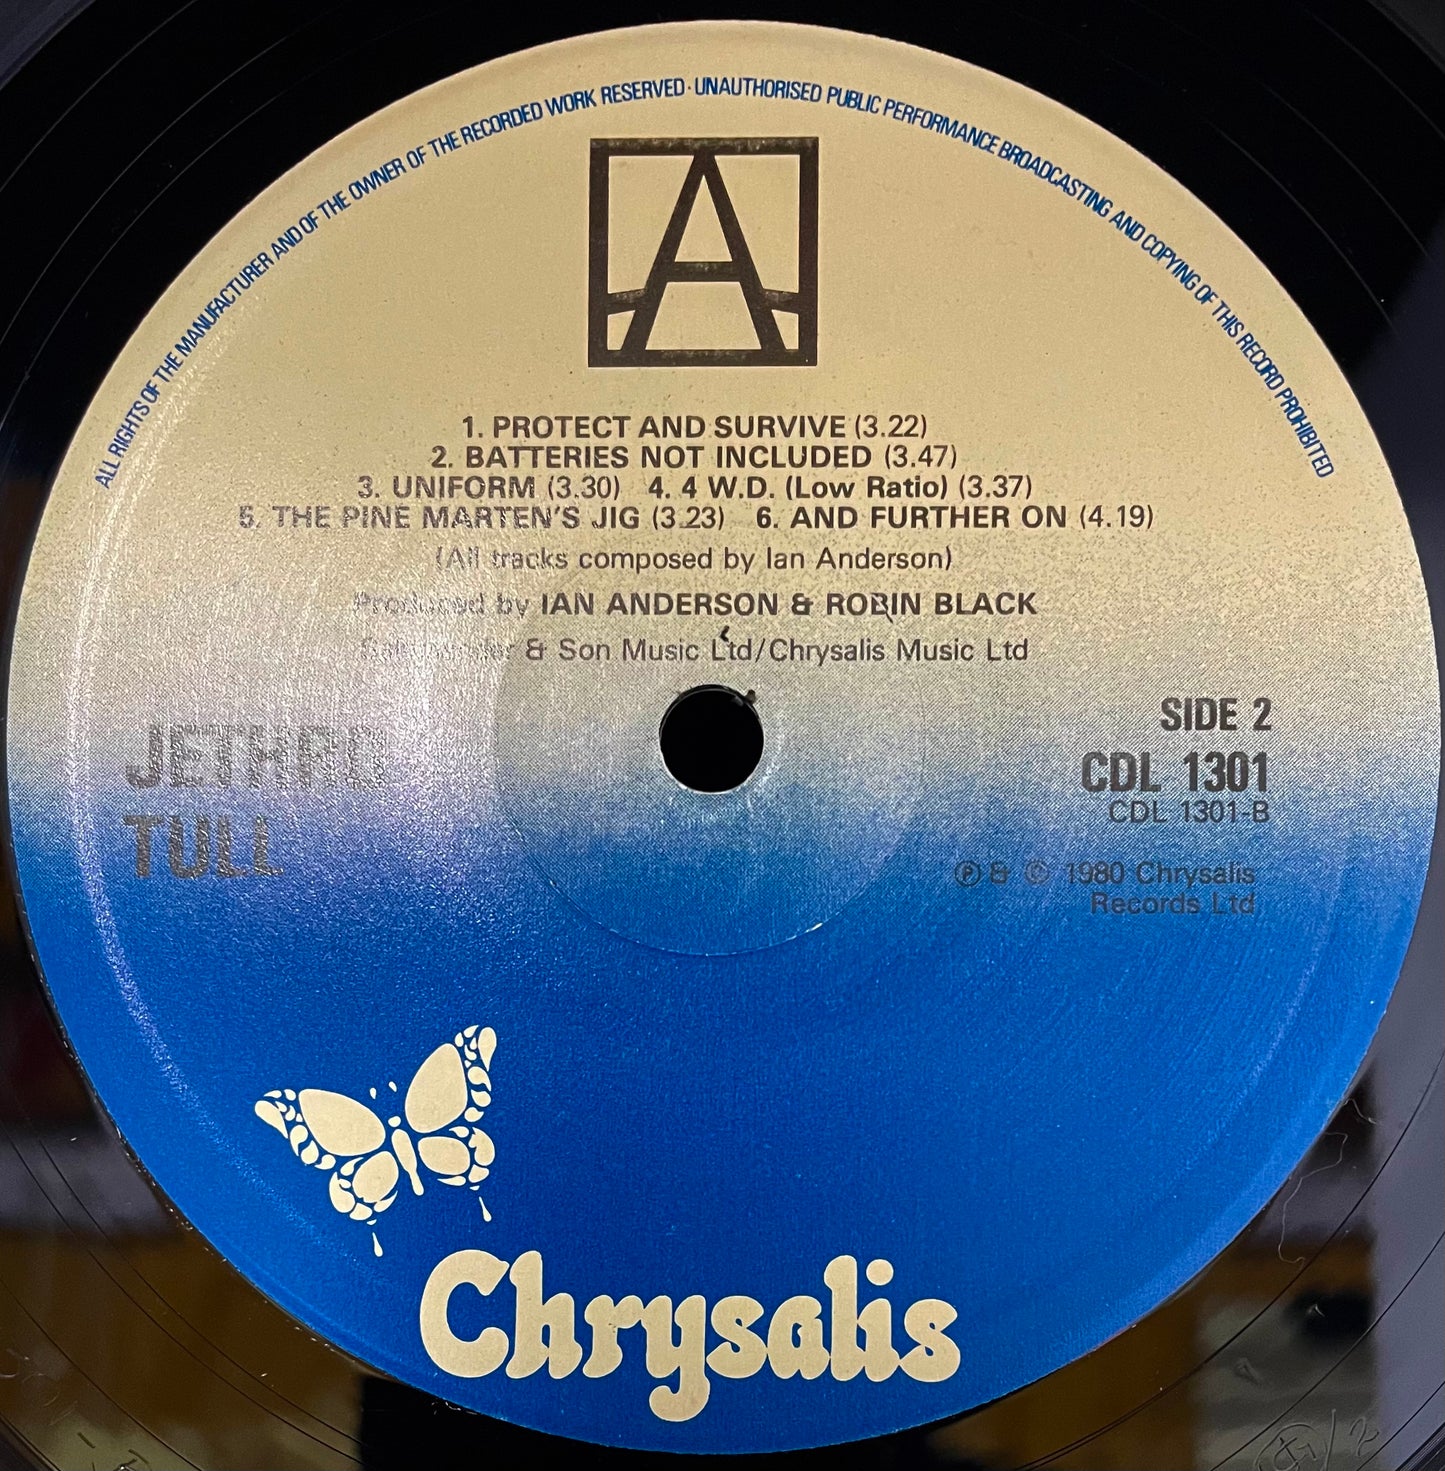 ALL RIGHTS OF THE MANUFACTURER AND OF THE OWNER OF THE RECORDED WORK RESERVED · UNAUTHORISED PUBLIC PERFORMANCE BROADCASTING AND COPYING OF THIS RECORD PROHIBITED
A
1. PROTECT AND SURVIVE (3.22)
2. BATTERIES NOT INCLUDED (3.47)
3. UNIFORM (3.30) 4. 4 W.D. (Low Ratio) (3.37)
5. THE PINE MARTEN'S JIG (3.23) 6. AND FURTHER ON (4.19)
(All tracks composed by Ian Anderson)
Produced by IAN ANDERSON & ROBIN BLACK
& Son Music Ltd/Chrysalis Music Ltd
JETHRO
TULL
SIDE 2
CDL 1301
CDL 1301-B
Ⓟ & © 1980 Chrysalis
Records Ltd
Chrysalis